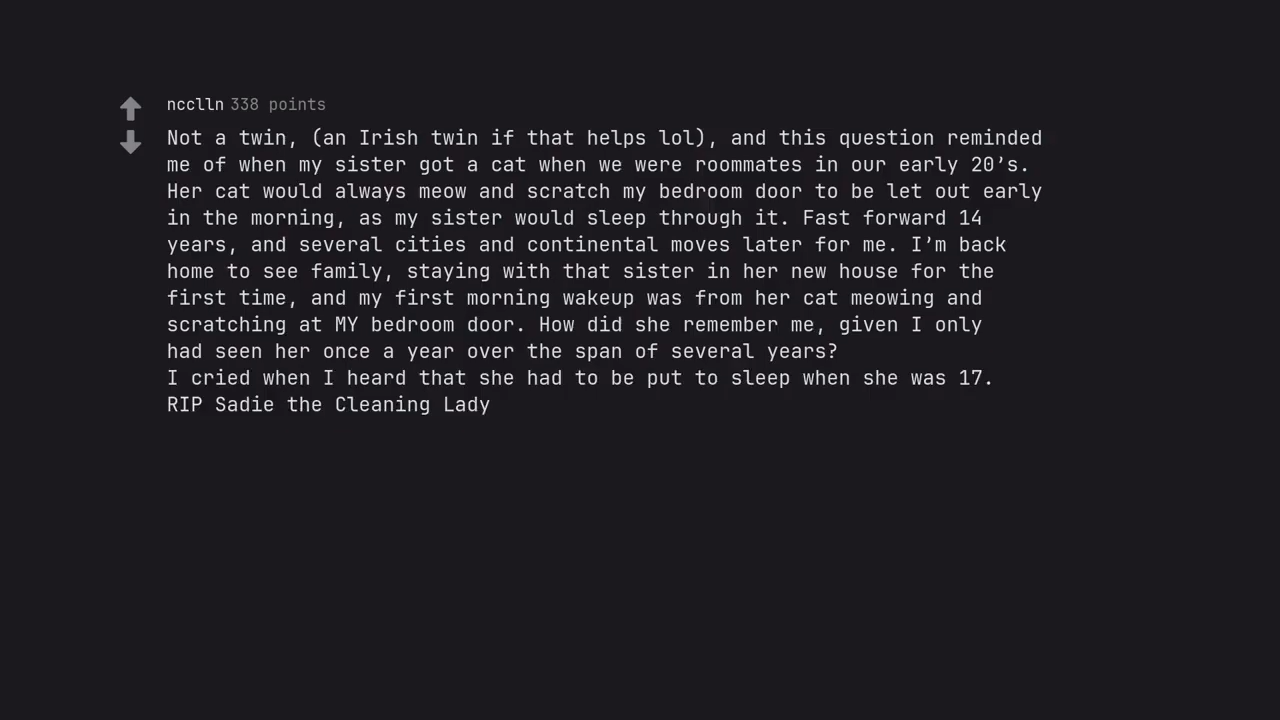 ncclln 338 points
Not a twin, (an Irish twin if that helps lol), and this question reminded
me of when my sister got a cat when we were roommates in our early 20’s.
Her cat would always meow and scratch my bedroom door to be let out early
in the morning, as my sister would sleep through it. Fast forward 14
years, and several cities and continental moves later for me. I’m back
home to see family, staying with that sister in her new house for the
first time, and my first morning wakeup was from her cat meowing and
scratching at MY bedroom door. How did she remember me, given I only
had seen her once a year over the span of several years?
I cried when I heard that she had to be put to sleep when she was 17.
RIP Sadie the Cleaning Lady